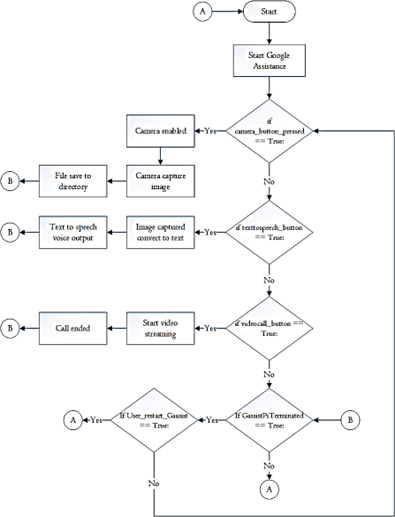 A
Start
Start Google
Assistance
if
camera_button_pressed
== True:
Yes
Camera enabled
No
Camera capture
image
File save to
directory
B
if texttospeech_button
== True:
Yes
Image captured
convert to text
Text to speech
voice output
B
No
if videocall_button ==
True:
Yes
Start video
streaming
Call ended
B
No
If GassistPiTerminated
== True:
B
Yes
If User_restart_Gassist
== True:
Yes
A
No
A
No